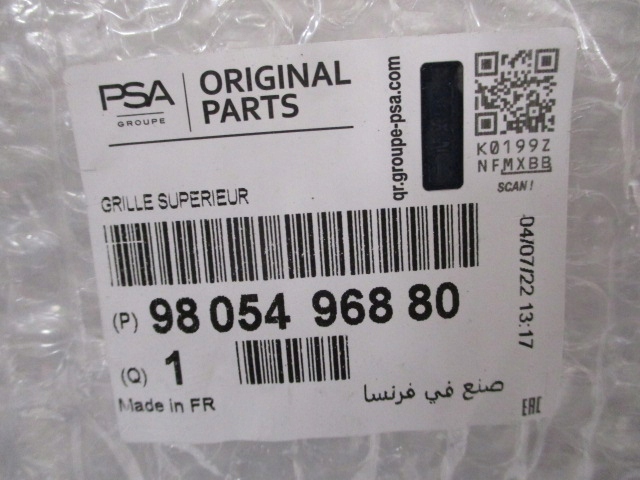 PSA
GROUPE
ORIGINAL
PARTS
qr.groupe-psa.com
K0199Z
NFMXBB
SCAN!
GRILLE SUPERIEUR
(P) 98 054 968 80
04/07/22 13:17
(Q) 1
Made in FR
صنع في فرنسا
EAC